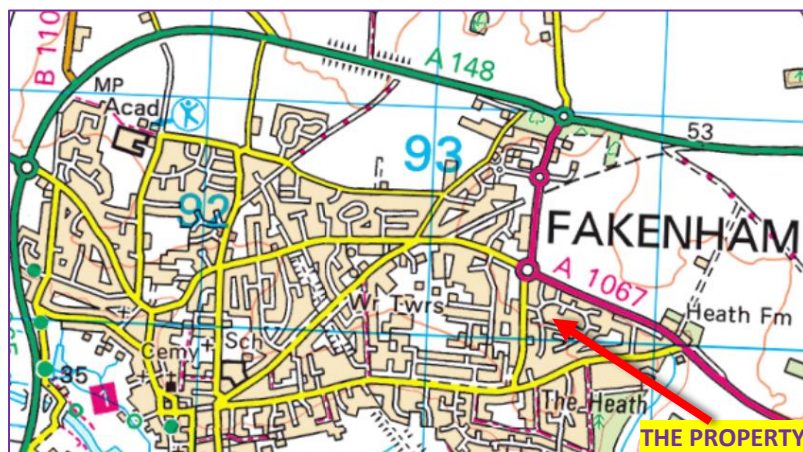 B 110
A 148
MP
Acad
53
93
92
FAKENHAM
A 1067
Wr Twrs
Heath Fm
Cemy
Sch
35
1
The Heath
THE PROPERTY